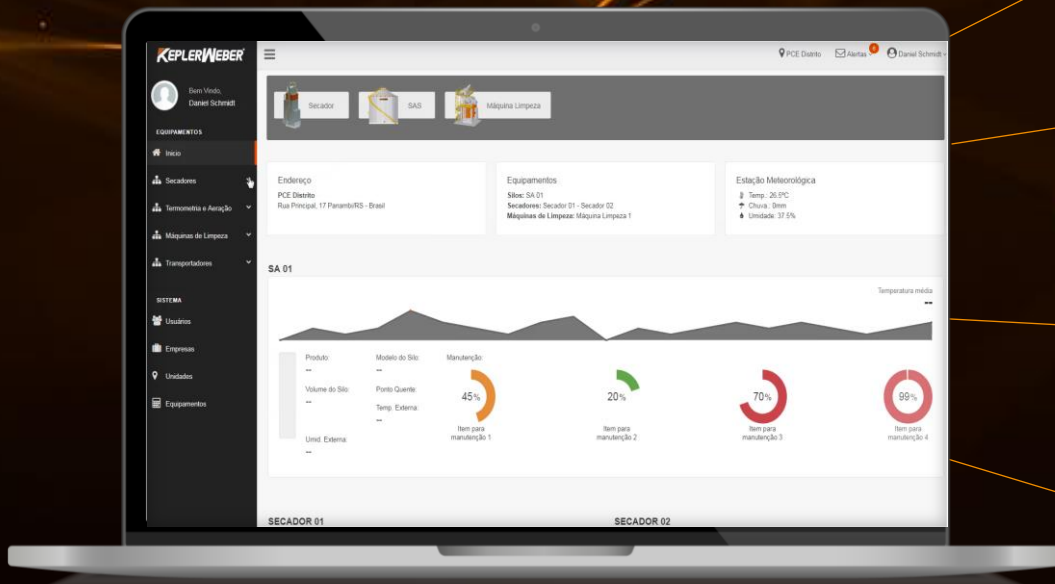 KEPLERWEBER
PCE Distrito
Alertas
Daniel Schmidt
Bem Vindo,
Daniel Schmidt
EQUIPAMENTOS
Início
Secadores
Termometria e Aeração
Máquinas de Limpeza
Transportadores
SISTEMA
Usuários
Empresas
Unidades
Equipamentos
Secador
SAS
Máquina Limpeza
Endereço
PCE Distrito
Rua Principal, 17 Panambi/RS - Brasil
Equipamentos
Silos: SA 01
Secadores: Secador 01 - Secador 02
Máquinas de Limpeza: Máquina Limpeza 1
Estação Meteorológica
Temp.: 26.5ºC
Chuva : 0mm
Umidade: 37.5%
SA 01
Temperatura média
--
Produto:
--
Volume do Silo:
--
Umid. Externa:
--
Modelo do Silo:
--
Ponto Quente:
Temp. Externa:
--
Manutenção:
45%
Item para
manutenção 1
20%
Item para
manutenção 2
70%
Item para
manutenção 3
99%
Item para
manutenção 4
SECADOR 01
SECADOR 02